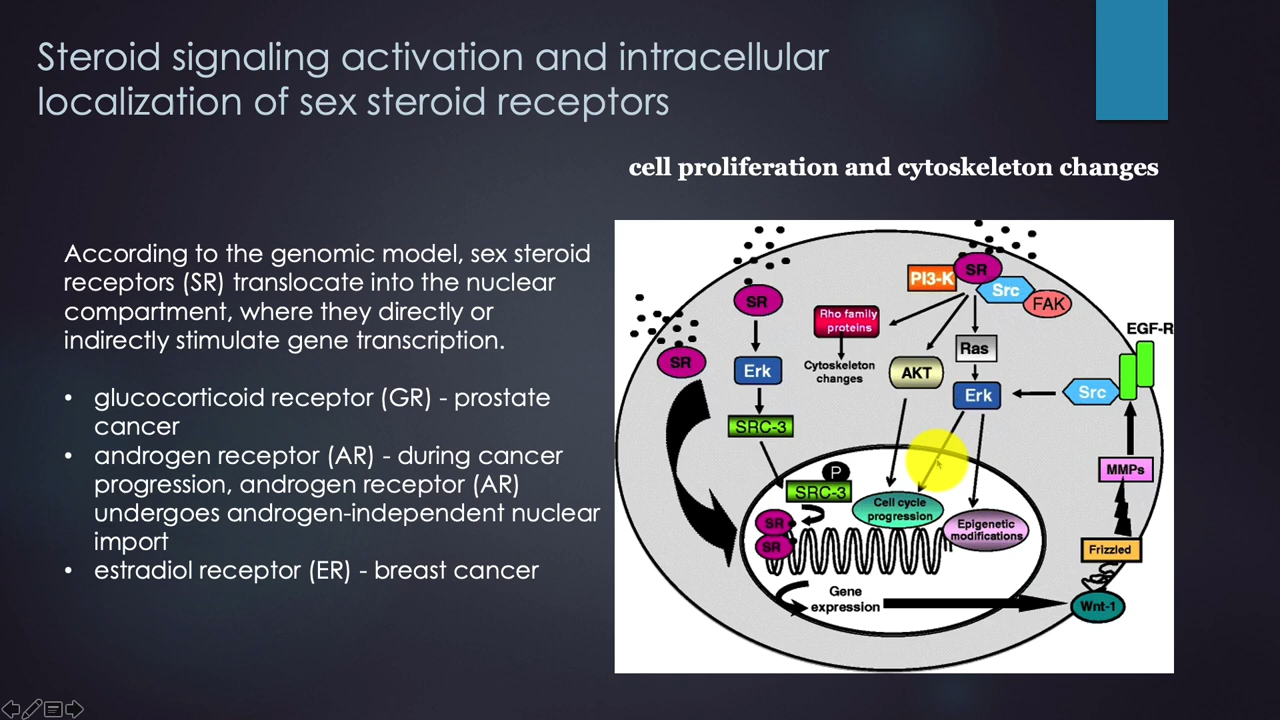 Steroid signaling activation and intracellular
localization of sex steroid receptors
cell proliferation and cytoskeleton changes
According to the genomic model, sex steroid
receptors (SR) translocate into the nuclear
compartment, where they directly or
indirectly stimulate gene transcription.
• glucocorticoid receptor (GR) - prostate
cancer
• androgen receptor (AR) - during cancer
progression, androgen receptor (AR)
undergoes androgen-independent nuclear
import
• estradiol receptor (ER) - breast cancer
SR
PI3-K
SR
Src
FAK
SR
Rho family
proteins
EGF-R
Ras
SR
Erk
Cytoskeleton
changes
AKT
Erk
Src
SRC-3
P
MMPs
SRC-3
Cell cycle
progression
SR
Epigenetic
modifications
SR
Frizzled
Gene
expression
Wnt-1